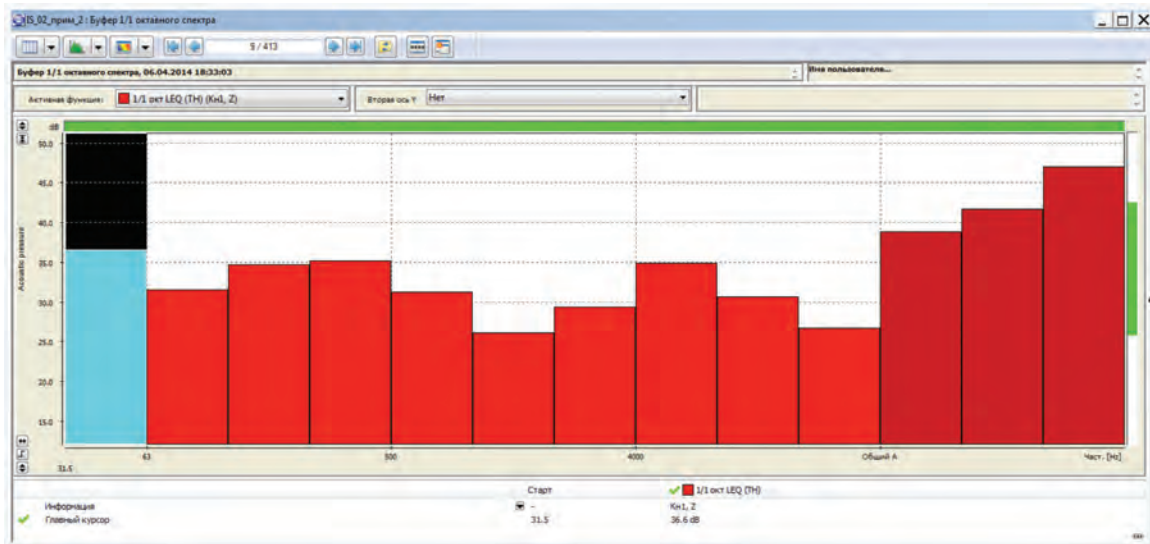 IS_02_прим_2 : Буфер 1/1 октавного спектра
9 / 413
Буфер 1/1 октавного спектра, 06.04.2014 18:33:03
Имя пользователя...
Активная функция: 1/1 окт LEQ (TH) (Кн1, Z) Вторая ось Y Нет
dB
50.0
45.0
40.0
35.0
30.0
25.0
20.0
15.0
Acoustic pressure
63 500 4000 Общий А Част. [Hz]
31.5
Старт 1/1 окт LEQ (TH)
Информация - Кн1, Z
Главный курсор 31.5 36.6 dB